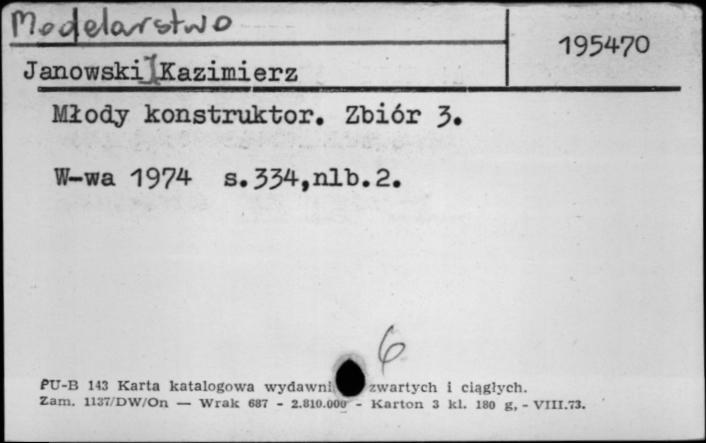 Modelarstwo
195470
Janowski Kazimierz
Młody konstruktor. Zbiór 3.
W-wa 1974 s.334,nlb.2.
6
PU-B 143 Karta katalogowa wydawni zwartych i ciągłych.
Zam. 1137/DW/On — Wrak 687 - 2.810.000 - Karton 3 kl. 180 g, - VIII.73.